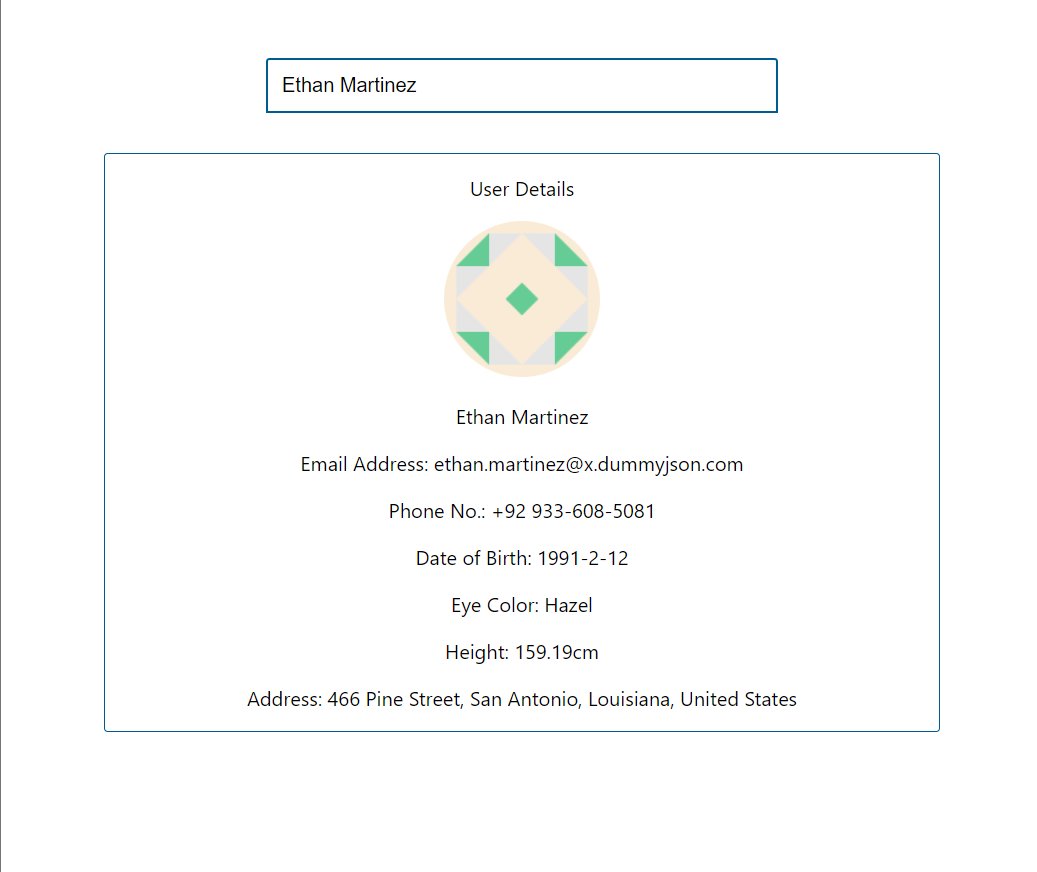 Ethan Martinez
User Details
Ethan Martinez
Email Address: ethan.martinez@x.dummyjson.com
Phone No.: +92 933-608-5081
Date of Birth: 1991-2-12
Eye Color: Hazel
Height: 159.19cm
Address: 466 Pine Street, San Antonio, Louisiana, United States